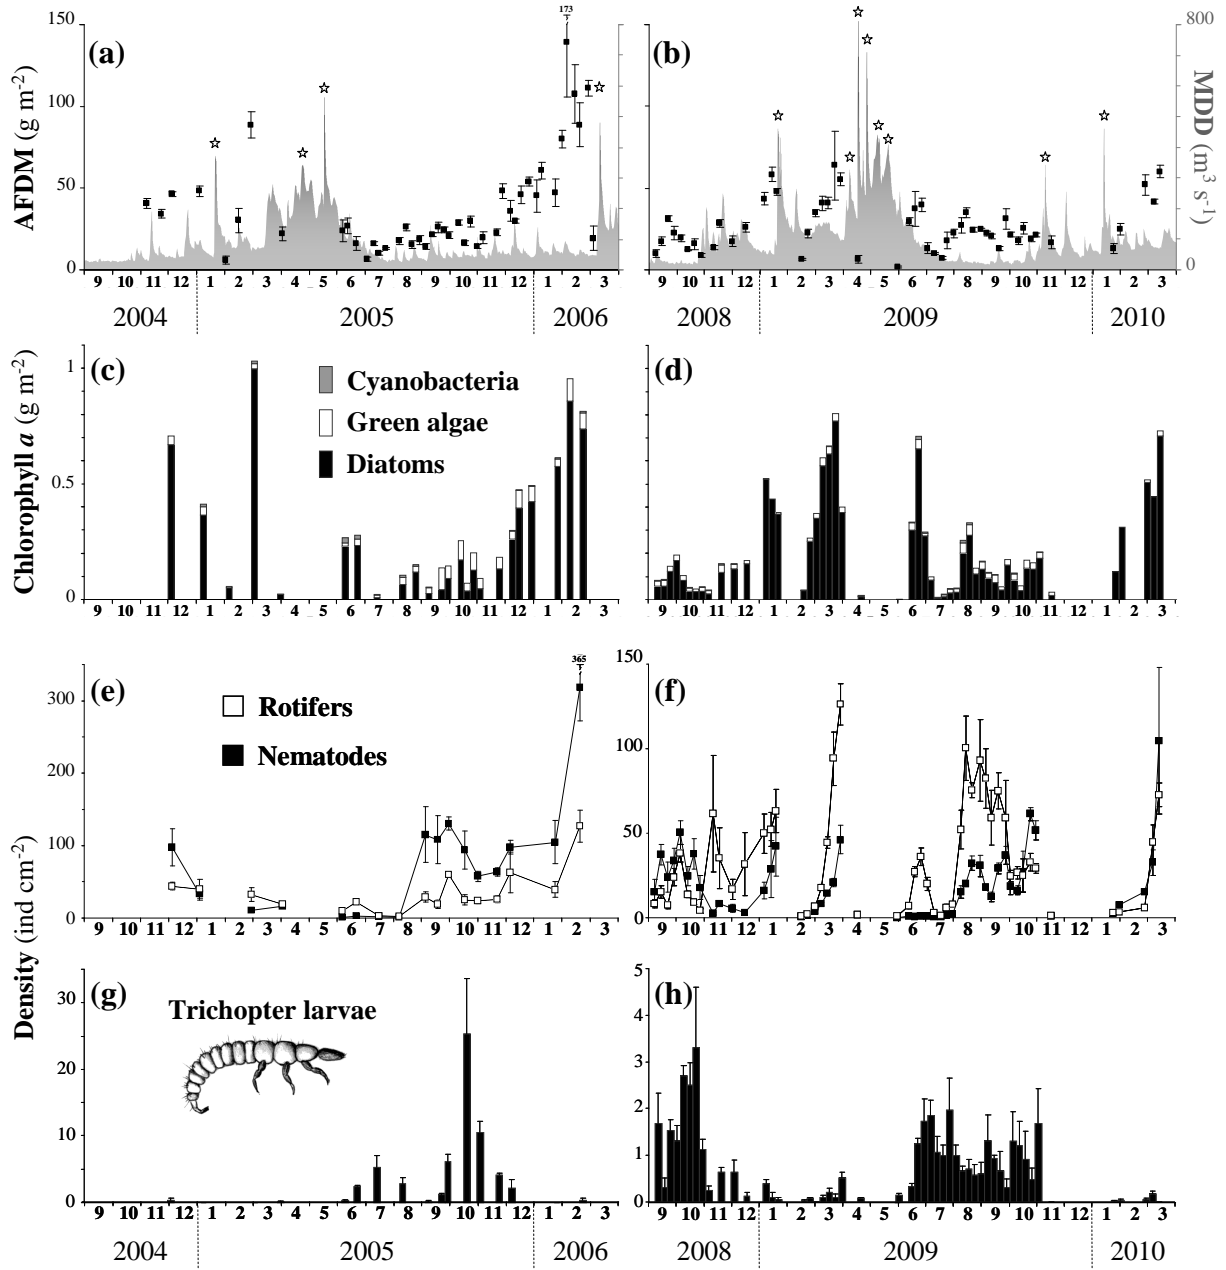 173
150
(a)
(b)
800
100
50
0
0
AFDM (g m-2)
MDD (m3 s-1)
9 10 11 12 1 2 3 4 5 6 7 8 9 10 11 12 1 2 3
9 10 11 12 1 2 3 4 5 6 7 8 9 10 11 12 1 2 3
2004 2005 2006
2008 2009 2010
1
(c)
(d)
Cyanobacteria
Green algae
Diatoms
0.5
0
Chlorophyll a (g m-2)
9 10 11 12 1 2 3 4 5 6 7 8 9 10 11 12 1 2 3
9 10 11 12 1 2 3 4 5 6 7 8 9 10 11 12 1 2 3
365
(e)
(f)
Rotifers
Nematodes
300
200
100
0
150
100
50
0
9 10 11 12 1 2 3 4 5 6 7 8 9 10 11 12 1 2 3
9 10 11 12 1 2 3 4 5 6 7 8 9 10 11 12 1 2 3
Density (ind cm-2)
(g)
(h)
Trichopter larvae
30
20
10
0
5
4
3
2
1
0
9 10 11 12 1 2 3 4 5 6 7 8 9 10 11 12 1 2 3
9 10 11 12 1 2 3 4 5 6 7 8 9 10 11 12 1 2 3
2004 2005 2006
2008 2009 2010